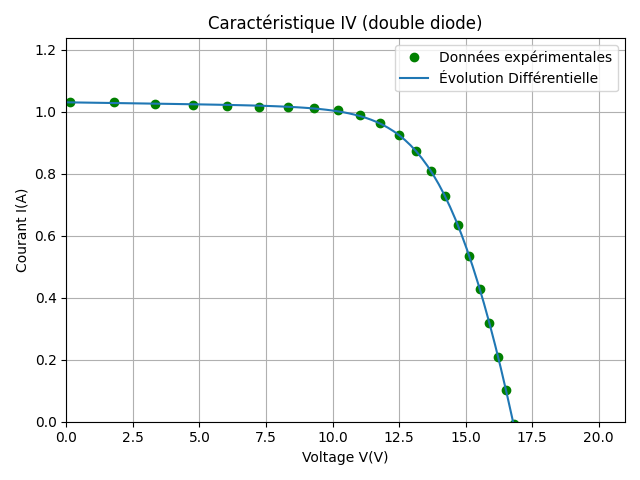 Caractéristique IV (double diode)
Données expérimentales
Évolution Différentielle
Courant I(A)
1.2
1.0
0.8
0.6
0.4
0.2
0.0
0.0 2.5 5.0 7.5 10.0 12.5 15.0 17.5 20.0
Voltage V(V)